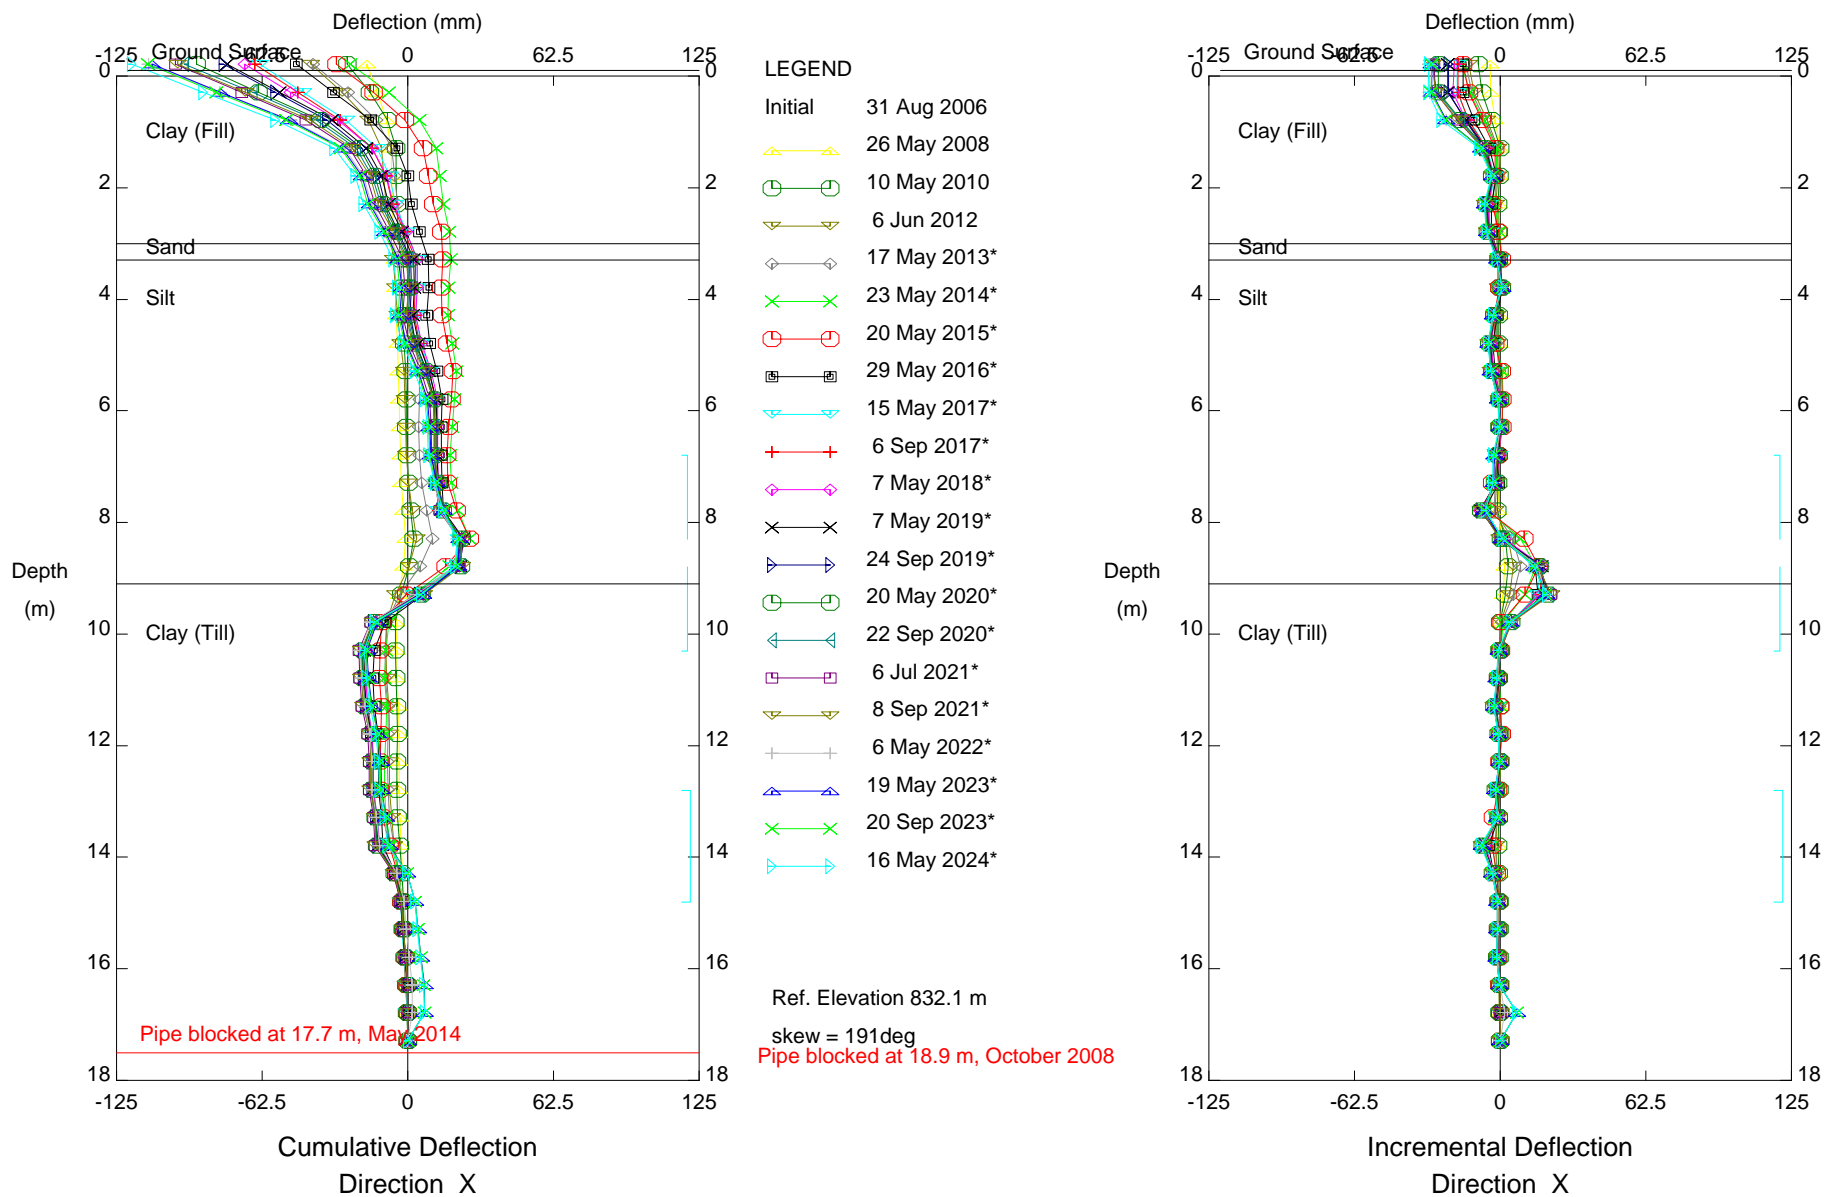 Deflection (mm)
-125 -62.5 0 62.5 125
Ground Surface
0 0
Clay (Fill)
2 2
Sand
Silt
4 4
6 6
8 8
Depth
(m)
Clay (Till)
10 10
12 12
14 14
16 16
Pipe blocked at 17.7 m, May 2014
18 18
-125 -62.5 0 62.5 125
Cumulative Deflection
Direction X
LEGEND
Initial 31 Aug 2006
26 May 2008
10 May 2010
6 Jun 2012
17 May 2013*
23 May 2014*
20 May 2015*
29 May 2016*
15 May 2017*
6 Sep 2017*
7 May 2018*
7 May 2019*
24 Sep 2019*
20 May 2020*
22 Sep 2020*
6 Jul 2021*
8 Sep 2021*
6 May 2022*
19 May 2023*
20 Sep 2023*
16 May 2024*
Ref. Elevation 832.1 m
skew = 191deg
Pipe blocked at 18.9 m, October 2008
Deflection (mm)
-125 -62.5 0 62.5 125
Ground Surface
0 0
Clay (Fill)
2 2
Sand
Silt
4 4
6 6
8 8
Depth
(m)
Clay (Till)
10 10
12 12
14 14
16 16
18 18
-125 -62.5 0 62.5 125
Incremental Deflection
Direction X